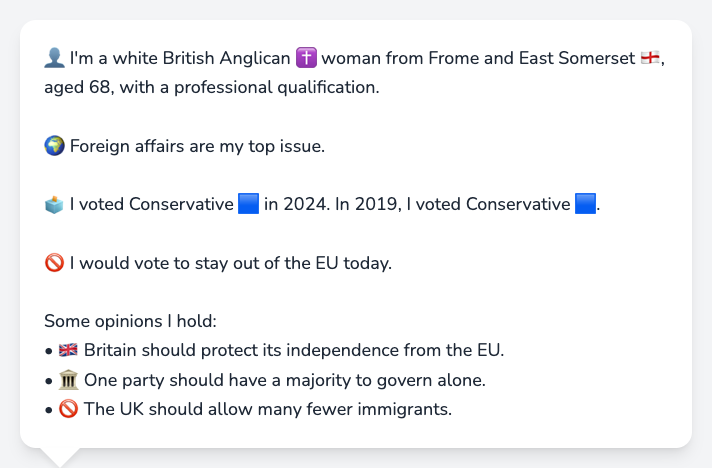 👤 I'm a white British Anglican ✝️ woman from Frome and East Somerset 🏴󠁧󠁢󠁥󠁮󠁧󠁿,
aged 68, with a professional qualification.
🌍 Foreign affairs are my top issue.
🗳️ I voted Conservative 🟦 in 2024. In 2019, I voted Conservative 🟦.
🚫 I would vote to stay out of the EU today.
Some opinions I hold:
• 🇬🇧 Britain should protect its independence from the EU.
• 🏛️ One party should have a majority to govern alone.
• 🚫 The UK should allow many fewer immigrants.